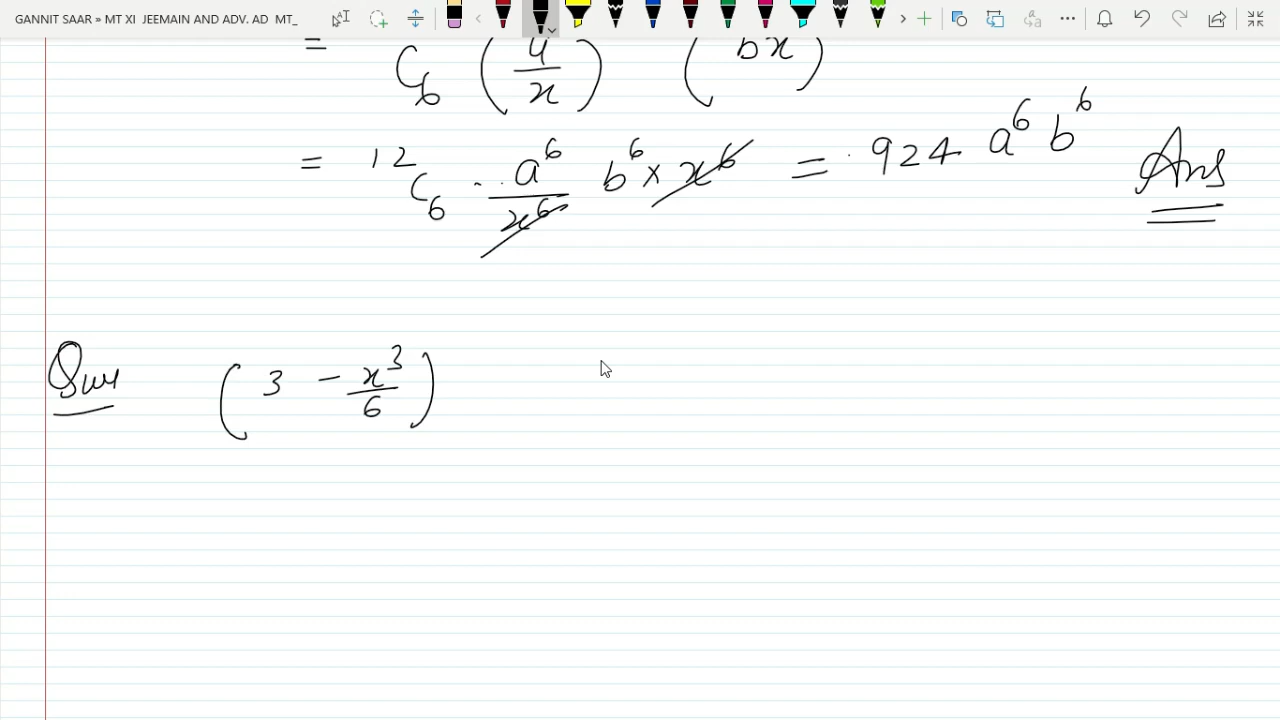 GANNIT SAAR » MT XI JEEMAIN AND ADV. AD MT_
= C₆ (4/x) (bx)
= ¹²C₆ · a⁶/x⁶ b⁶ × x⁶ = 924 a⁶ b⁶ Ans
(3 - x³/6)